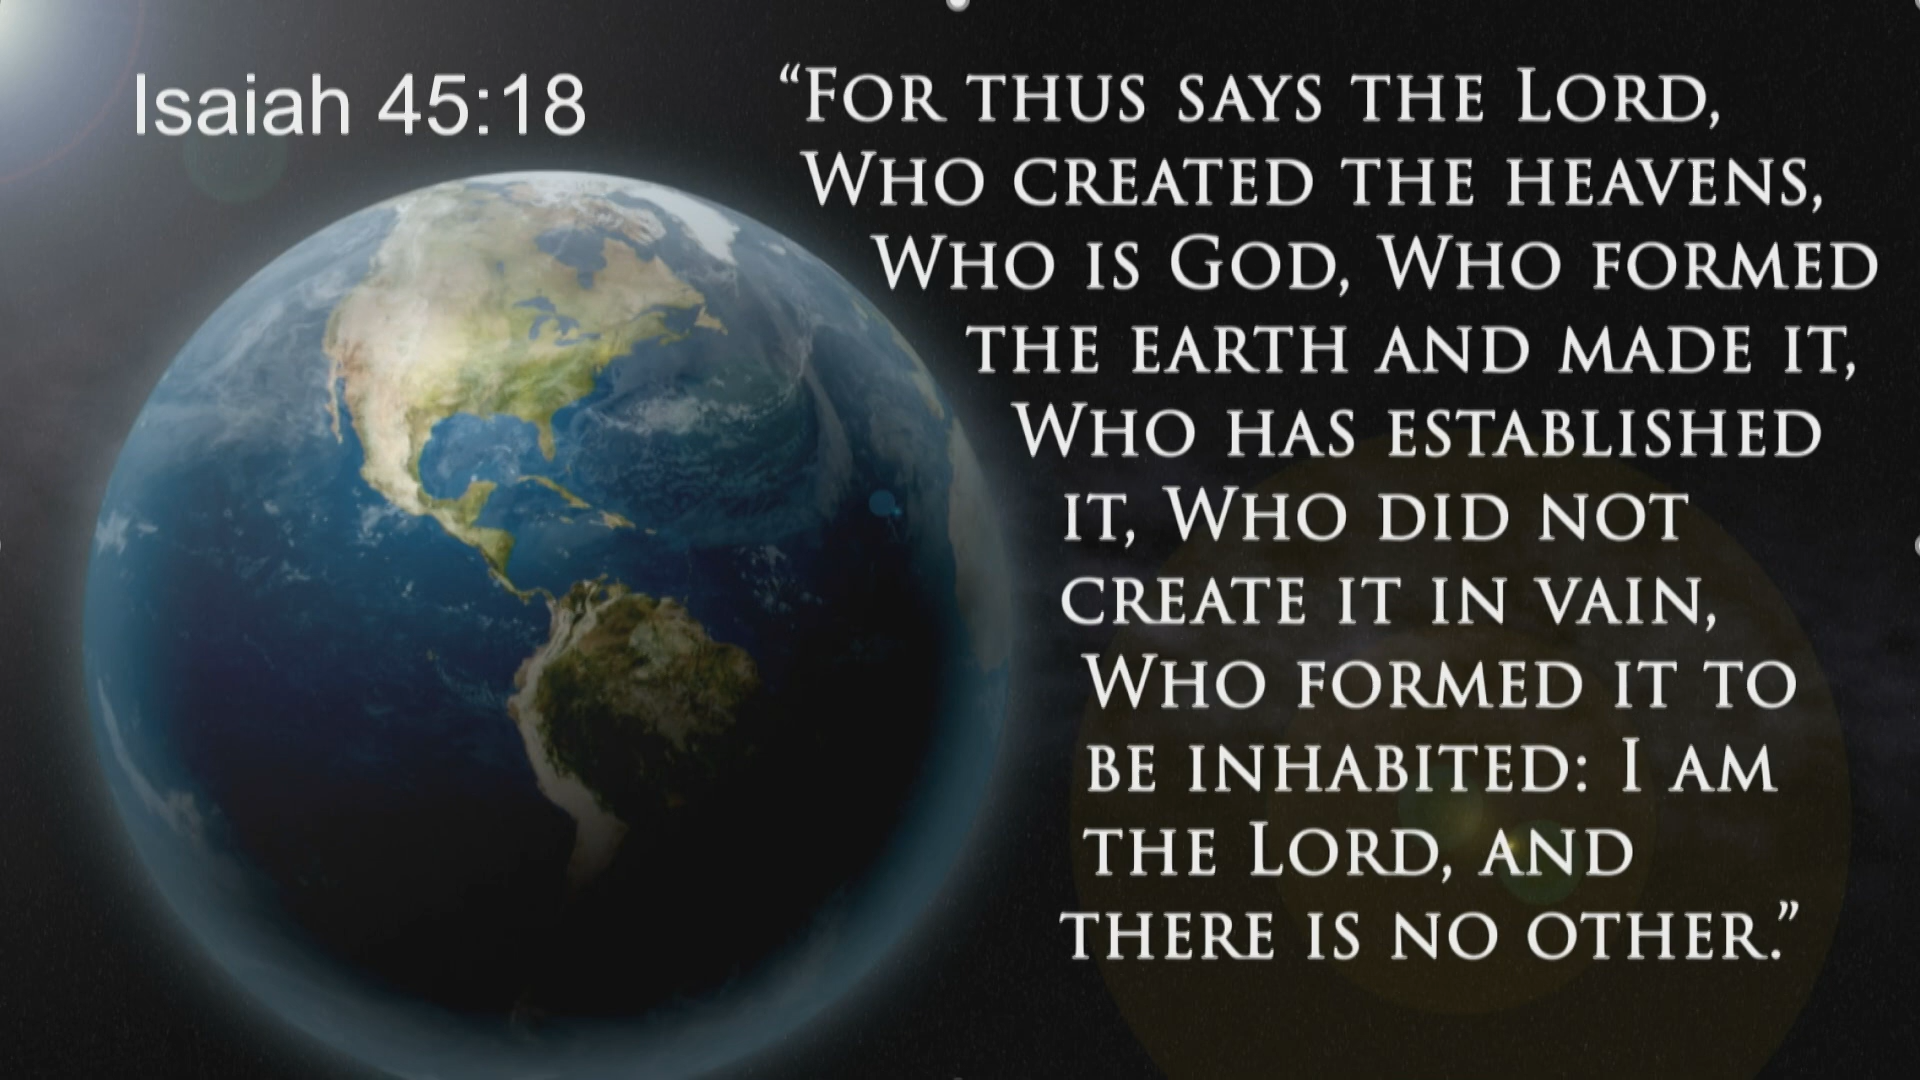 Isaiah 45:18
“For thus says the Lord,
Who created the heavens,
Who is God, Who formed
the earth and made it,
Who has established
it, Who did not
create it in vain,
Who formed it to
be inhabited: I am
the Lord, and
there is no other.”